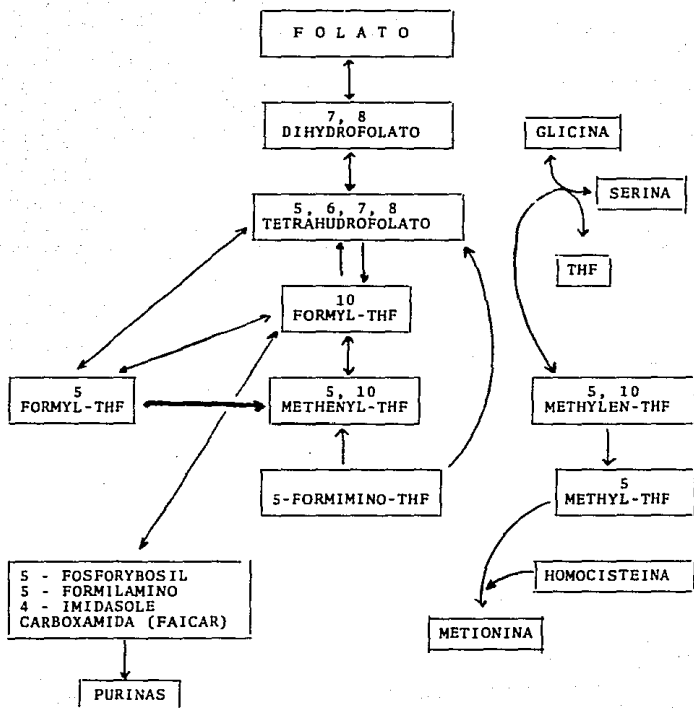 F O L A T O
7, 8
DIHYDROFOLATO
GLICINA
SERINA
5, 6, 7, 8
TETRAHUDROFOLATO
THF
10
FORMYL-THF
5
FORMYL-THF
5, 10
METHENYL-THF
5, 10
METHYLEN-THF
5-FORMIMINO-THF
5
METHYL-THF
5 - FOSFORYBOSIL
5 - FORMILAMINO
4 - IMIDASOLE
CARBOXAMIDA (FAICAR)
HOMOCISTEINA
METIONINA
PURINAS